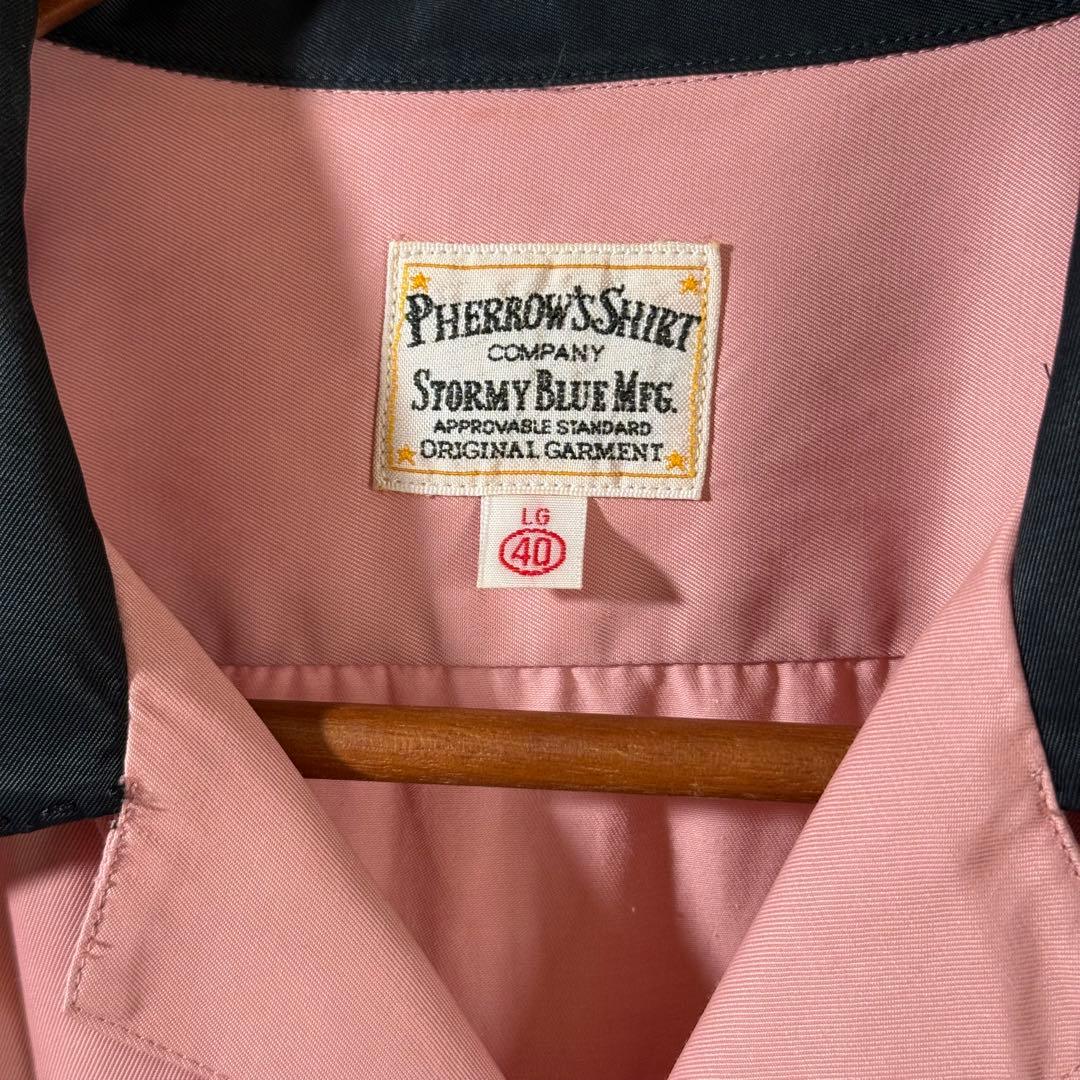 PHERROW'S SHIRT
COMPANY
STORMY BLUE MFG.
APPROVABLE STANDARD
ORIGINAL GARMENT
LG
40